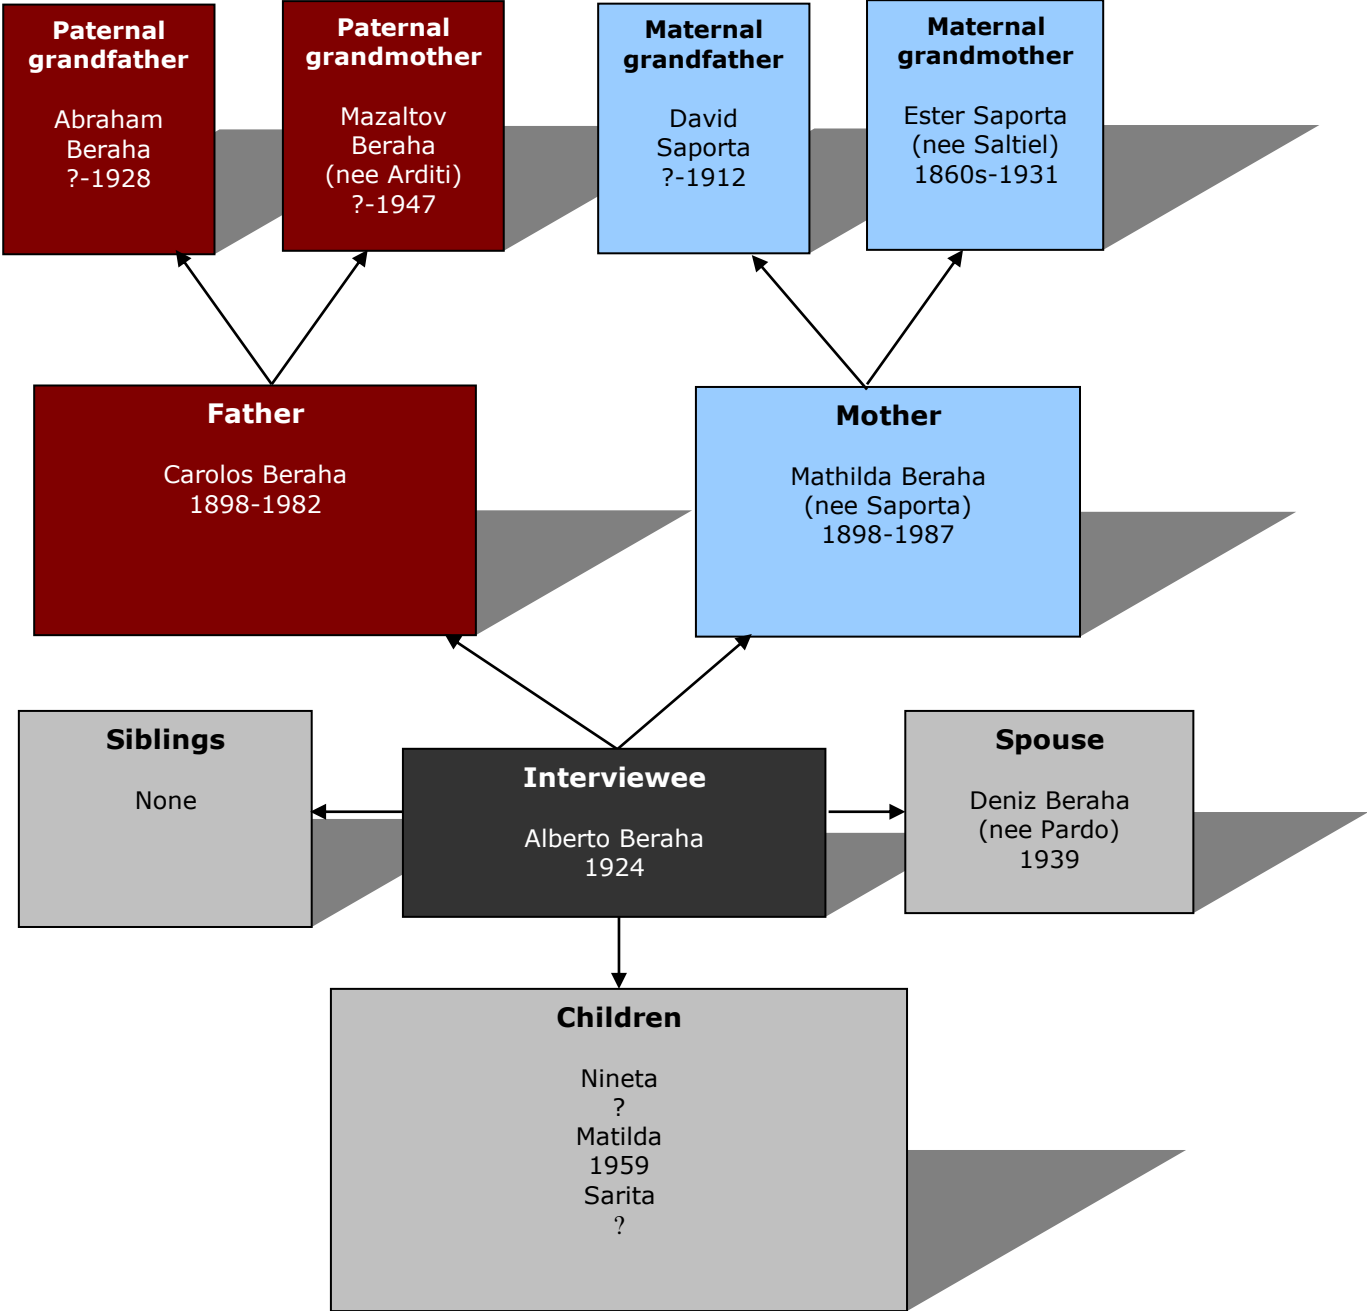 Paternal
grandfather
Abraham
Beraha
?-1928
Paternal
grandmother
Mazaltov
Beraha
(nee Arditi)
?-1947
Maternal
grandfather
David
Saporta
?-1912
Maternal
grandmother
Ester Saporta
(nee Saltiel)
1860s-1931
Father
Carolos Beraha
1898-1982
Mother
Mathilda Beraha
(nee Saporta)
1898-1987
Siblings
None
Interviewee
Alberto Beraha
1924
Spouse
Deniz Beraha
(nee Pardo)
1939
Children
Nineta
?
Matilda
1959
Sarita
?